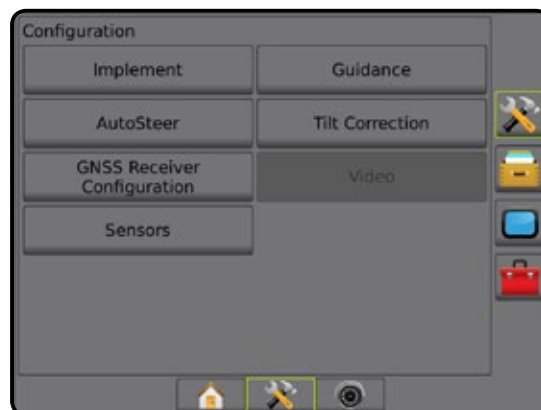 Configuration
Implement
Guidance
AutoSteer
Tilt Correction
GNSS Receiver
Configuration
Video
Sensors